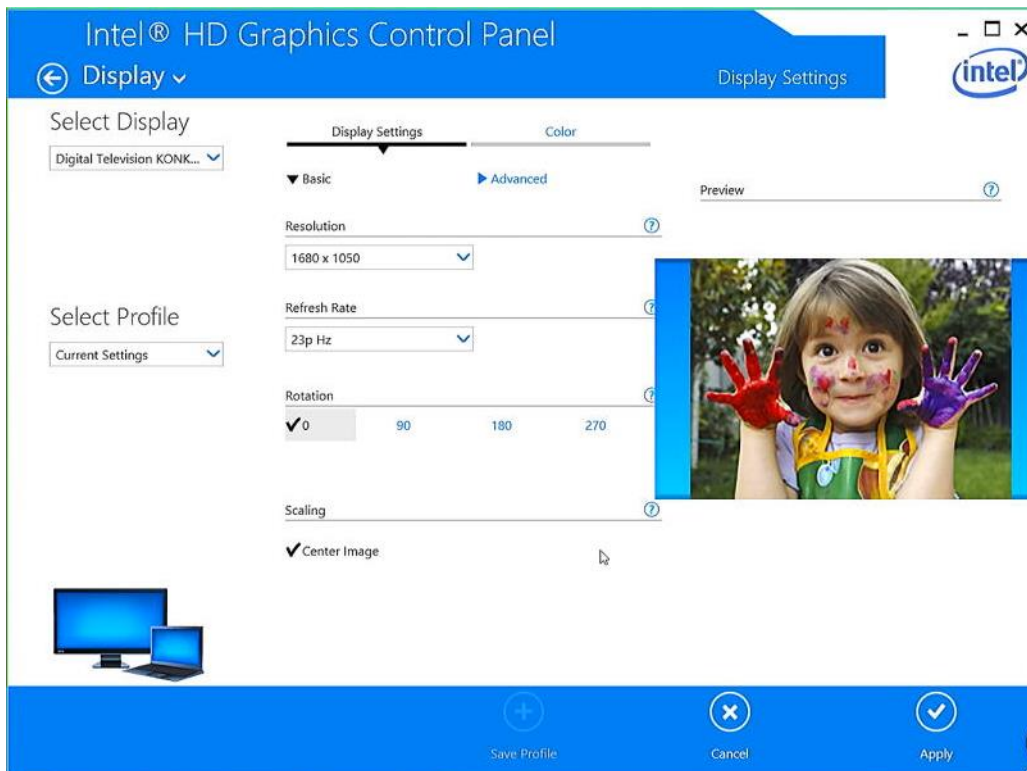 Intel® HD Graphics Control Panel
Display
Display Settings
intel
Select Display
Digital Television KONK...
Select Profile
Current Settings
Display Settings
Color
Basic
Advanced
Resolution
?
1680 x 1050
Refresh Rate
?
23p Hz
Rotation
?
0
90
180
270
Scaling
?
Center Image
Preview
?
Save Profile
Cancel
Apply